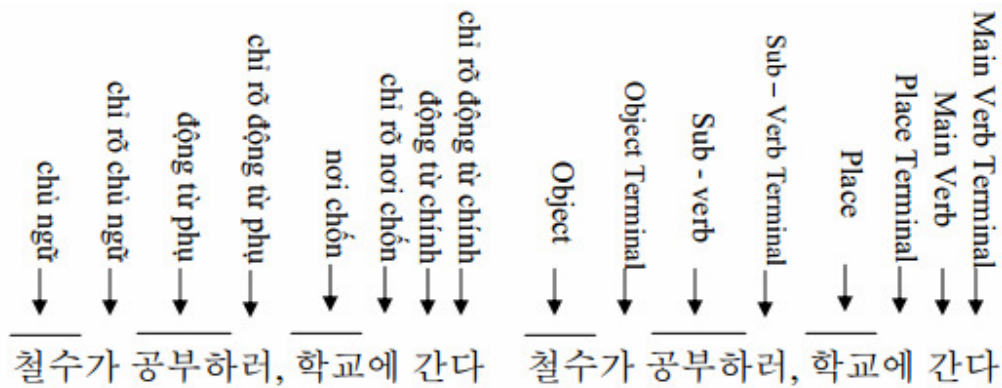 chủ ngữ
chỉ rõ chủ ngữ
động từ phụ
chỉ rõ động từ phụ
nơi chốn
chỉ rõ nơi chốn
động từ chính
chỉ rõ động từ chính
Object
Object Terminal
Sub - verb
Sub – Verb Terminal
Place
Place Terminal
Main Verb
Main Verb Terminal
철수가 공부하러, 학교에 간다
철수가 공부하러, 학교에 간다